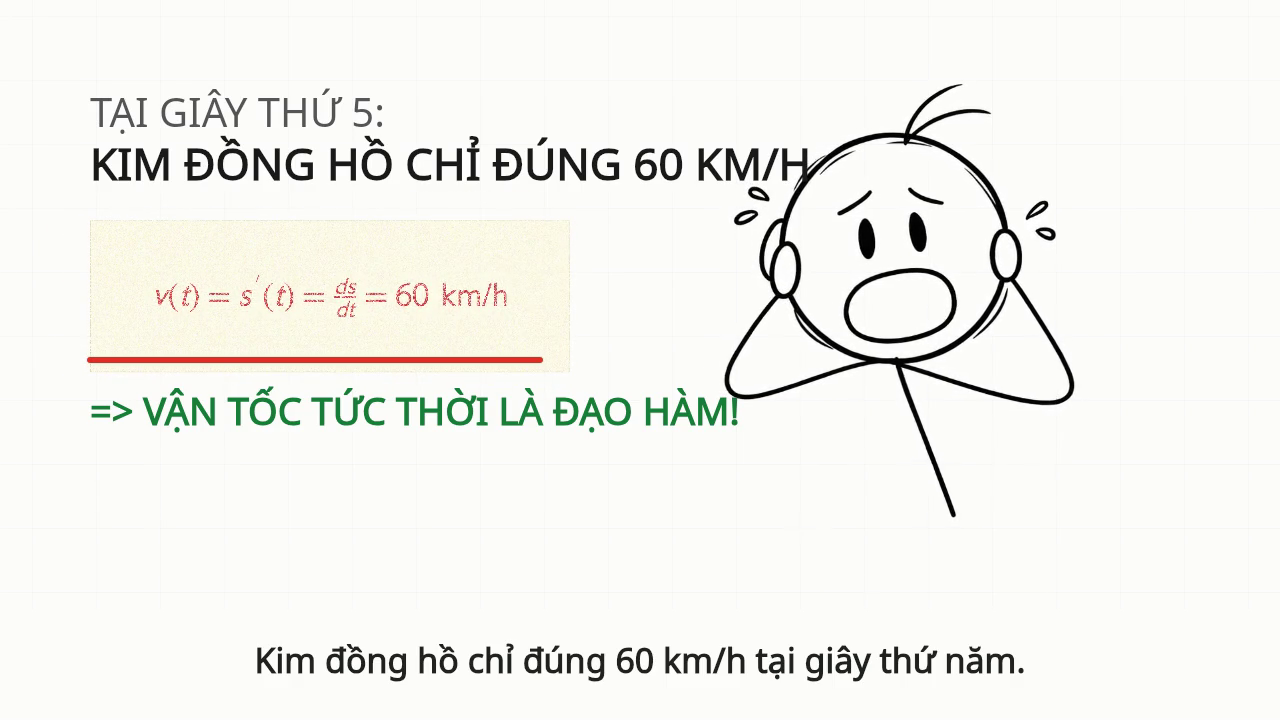 TẠI GIÂY THỨ 5:
KIM ĐỒNG HỒ CHỈ ĐÚNG 60 KM/H
v(t) = s'(t) = ds/dt = 60 km/h
=> VẬN TỐC TỨC THỜI LÀ ĐẠO HÀM!
Kim đồng hồ chỉ đúng 60 km/h tại giây thứ năm.